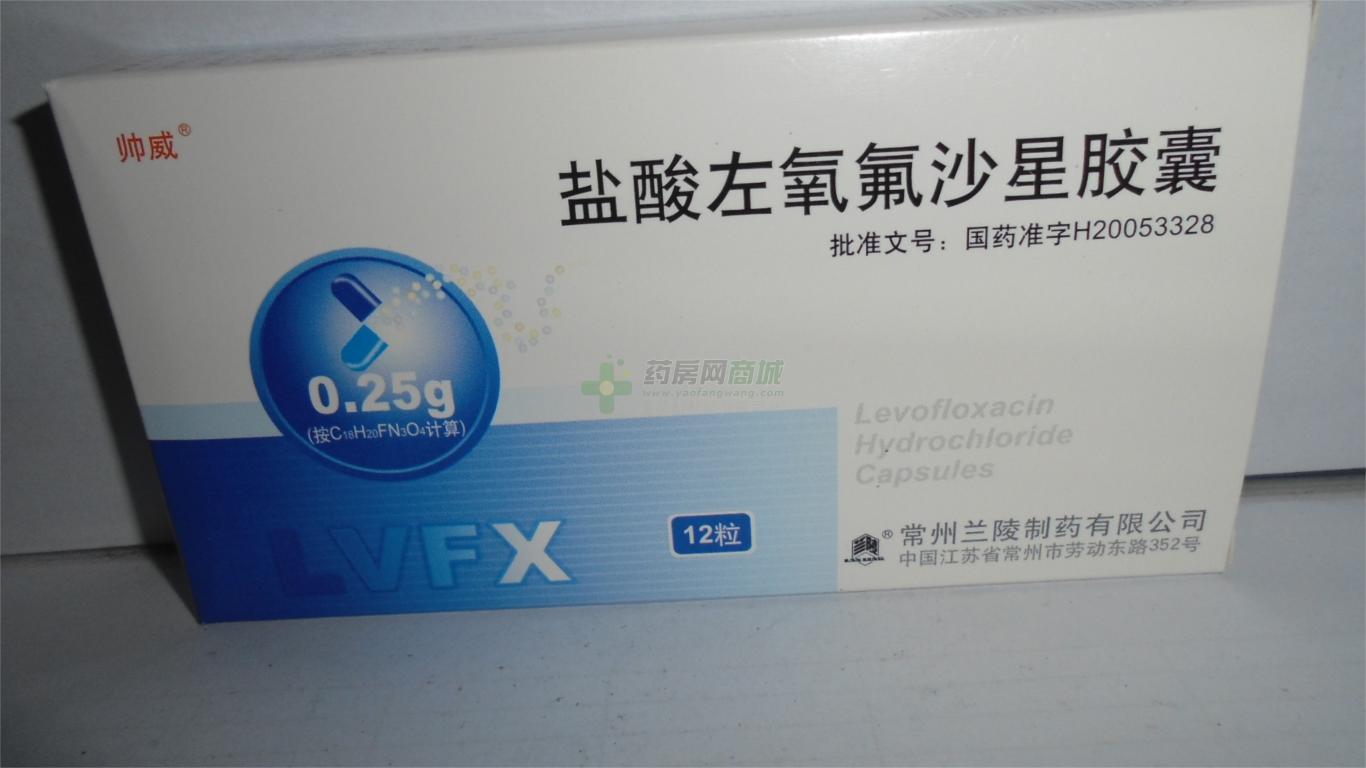 帅威®
盐酸左氧氟沙星胶囊
批准文号：国药准字H20053328
0.25g
(按C₁₈H₂₀FN₃O₄计算)
药房网商城
www.yaofangwang.com
Levofloxacin
Hydrochloride
Capsules
LVFX
12粒
®常州兰陵制药有限公司
中国江苏省常州市劳动东路352号